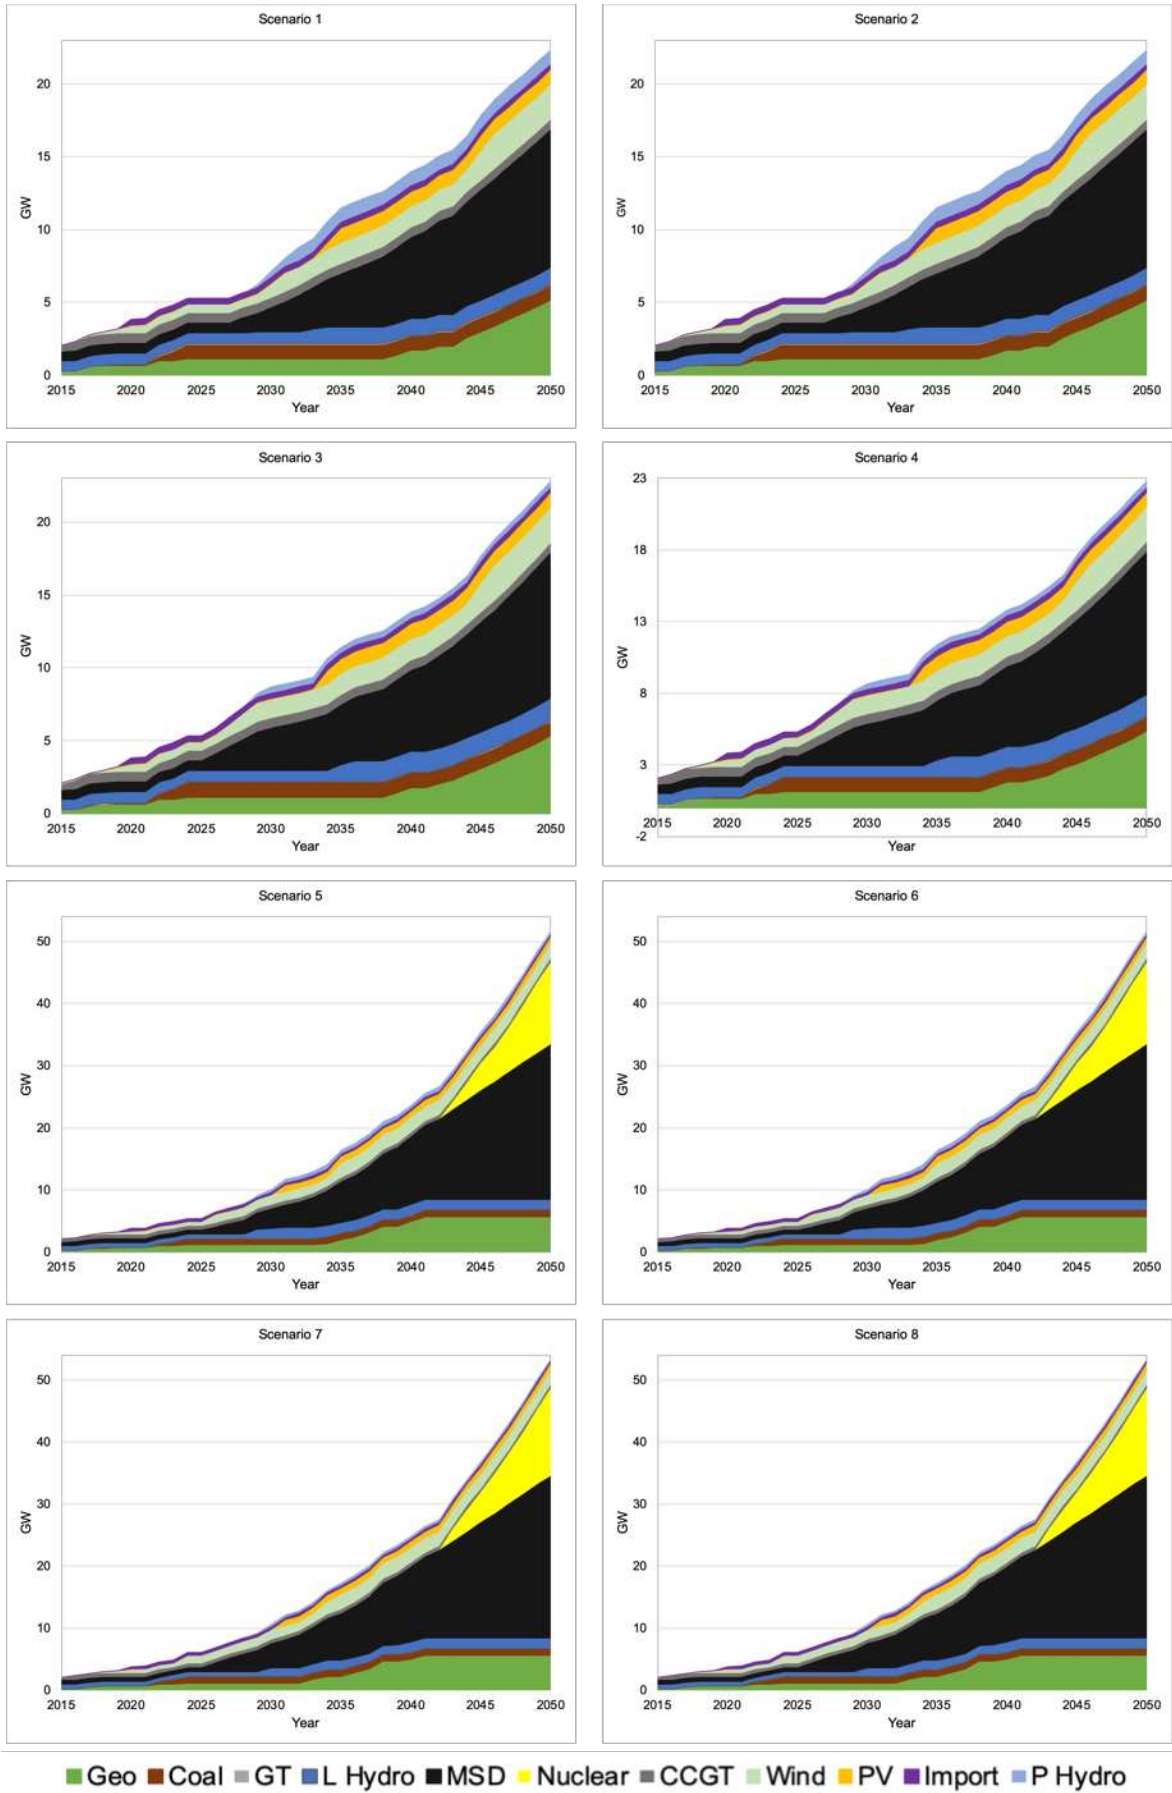 Scenario 1
20
15
10
5
0
GW
2015 2020 2025 2030 2035 2040 2045 2050
Year
Scenario 2
20
15
10
5
0
GW
2015 2020 2025 2030 2035 2040 2045 2050
Year
Scenario 3
20
15
10
5
0
GW
2015 2020 2025 2030 2035 2040 2045 2050
Year
Scenario 4
23
18
13
8
3
-2
GW
2015 2020 2025 2030 2035 2040 2045 2050
Year
Scenario 5
50
40
30
20
10
0
GW
2015 2020 2025 2030 2035 2040 2045 2050
Year
Scenario 6
50
40
30
20
10
0
GW
2015 2020 2025 2030 2035 2040 2045 2050
Year
Scenario 7
50
40
30
20
10
0
GW
2015 2020 2025 2030 2035 2040 2045 2050
Year
Scenario 8
50
40
30
20
10
0
GW
2015 2020 2025 2030 2035 2040 2045 2050
Year
Geo Coal GT L Hydro MSD Nuclear CCGT Wind PV Import P Hydro